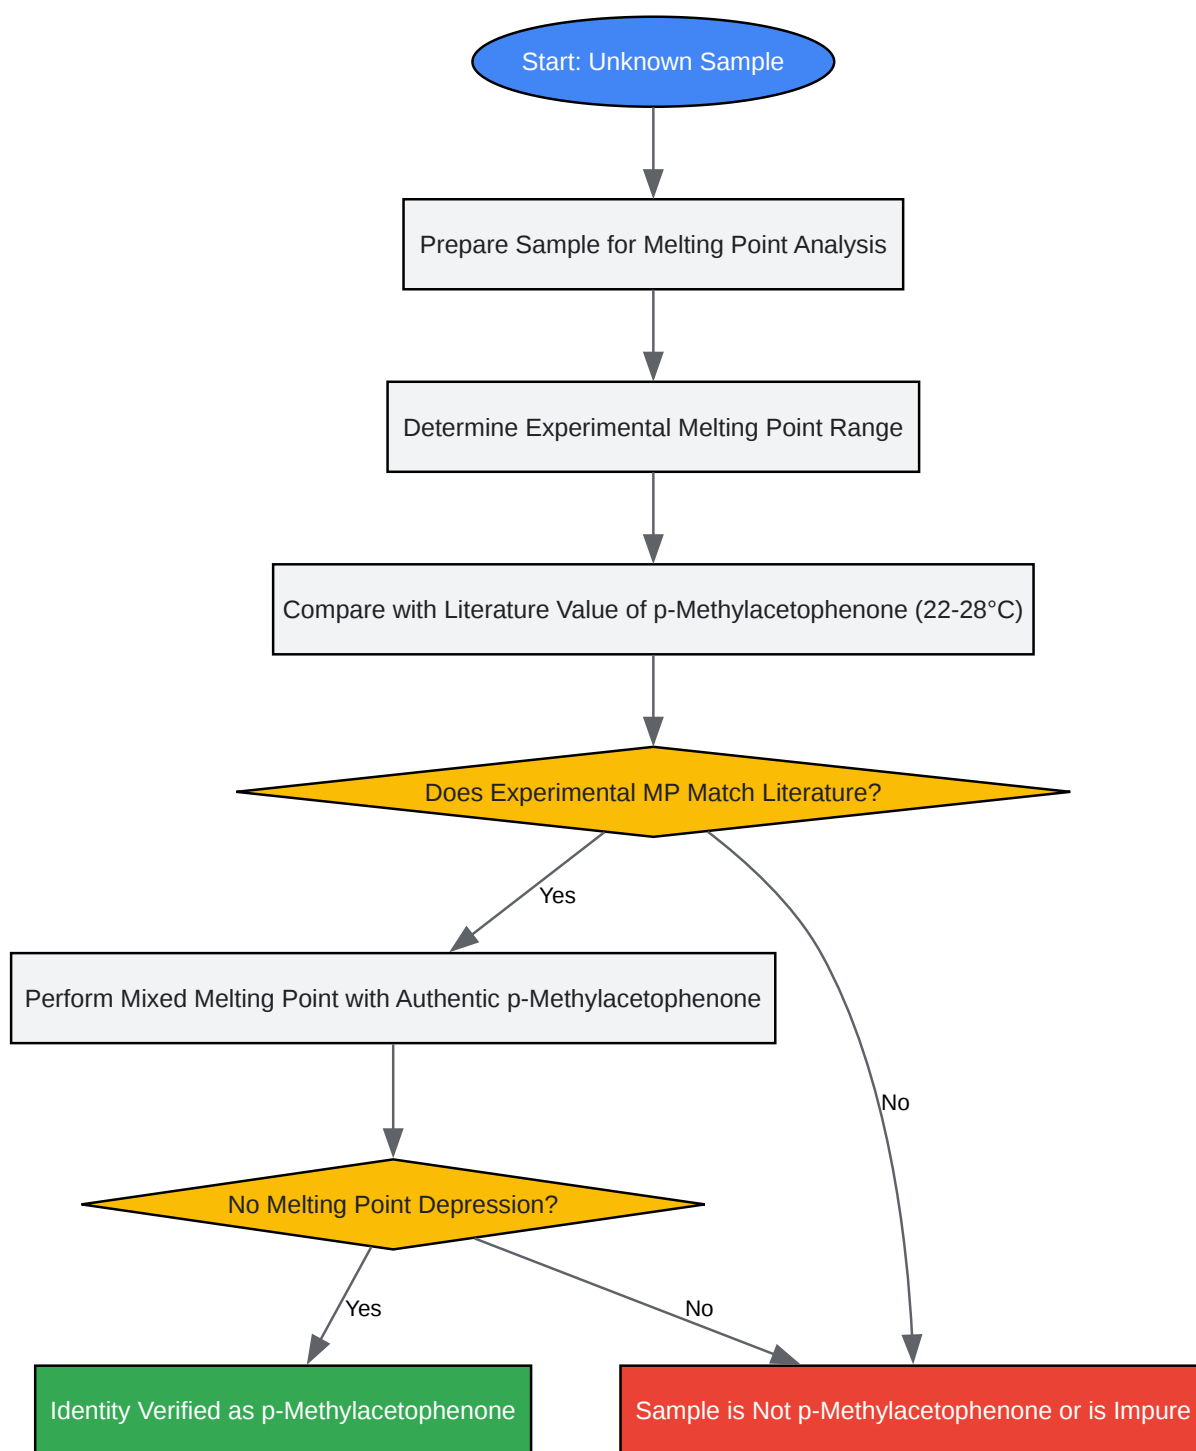 Start: Unknown Sample
Prepare Sample for Melting Point Analysis
Determine Experimental Melting Point Range
Compare with Literature Value of p-Methylacetophenone (22-28°C)
Does Experimental MP Match Literature?
Yes
Perform Mixed Melting Point with Authentic p-Methylacetophenone
No
No Melting Point Depression?
Yes
No
Identity Verified as p-Methylacetophenone
Sample is Not p-Methylacetophenone or is Impure